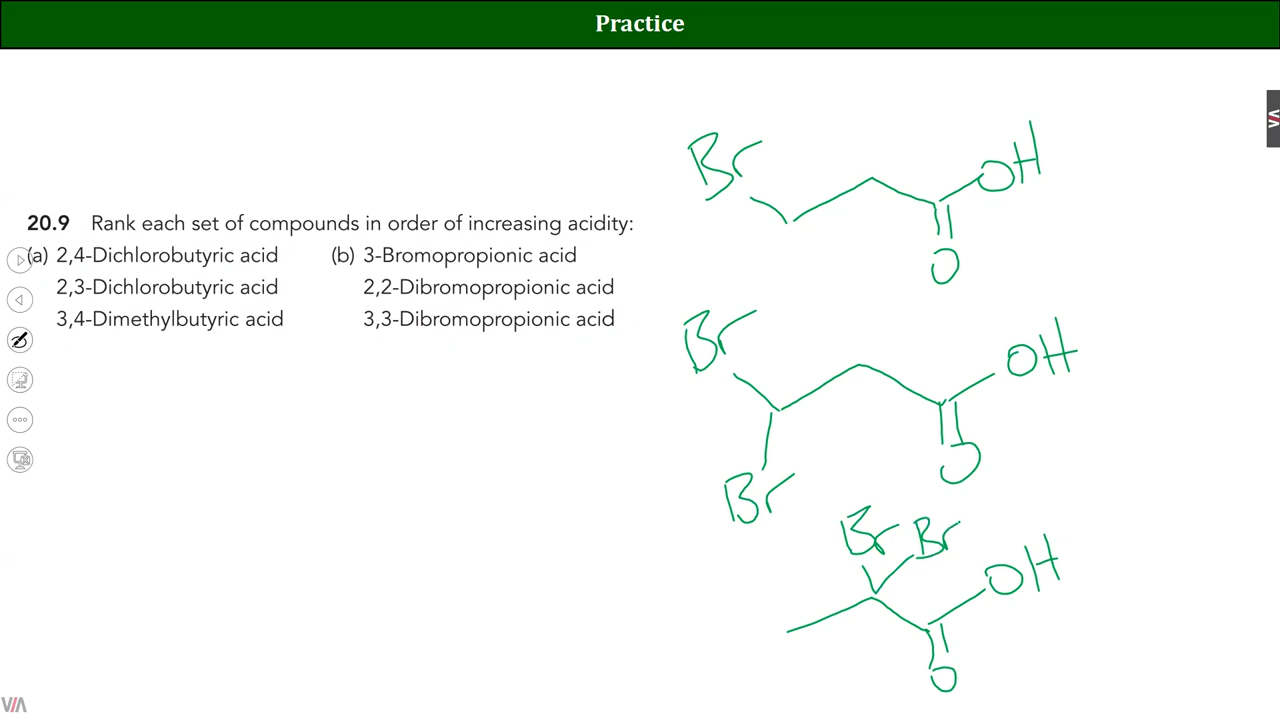 Practice
20.9 Rank each set of compounds in order of increasing acidity:
(a) 2,4-Dichlorobutyric acid (b) 3-Bromopropionic acid
2,3-Dichlorobutyric acid 2,2-Dibromopropionic acid
3,4-Dimethylbutyric acid 3,3-Dibromopropionic acid
Br OH
O
Br OH
O
Br
Br Br OH
O
VIA